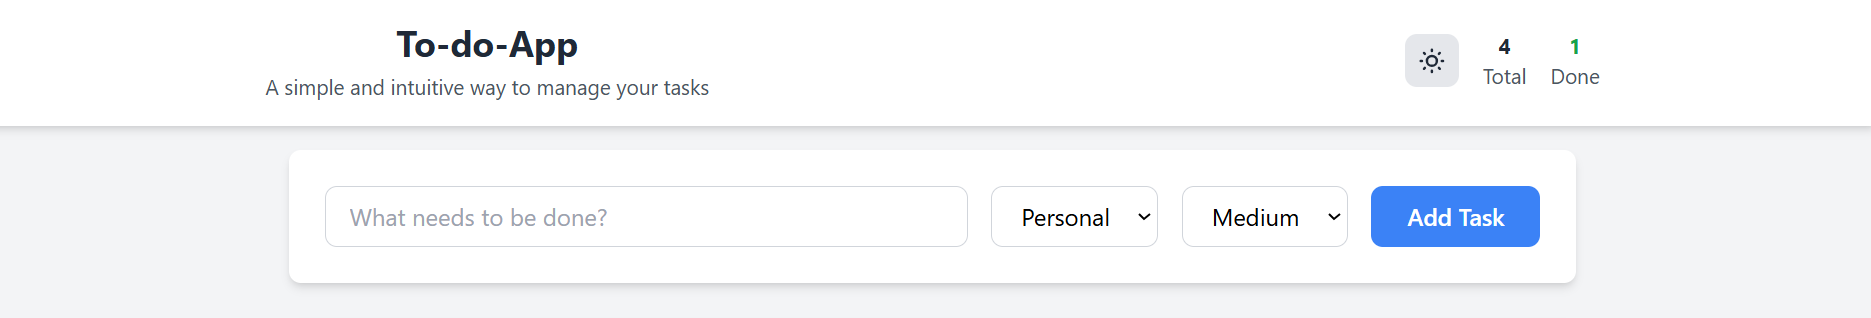 To-do-App
A simple and intuitive way to manage your tasks
4
Total
1
Done
What needs to be done?
Personal
Medium
Add Task